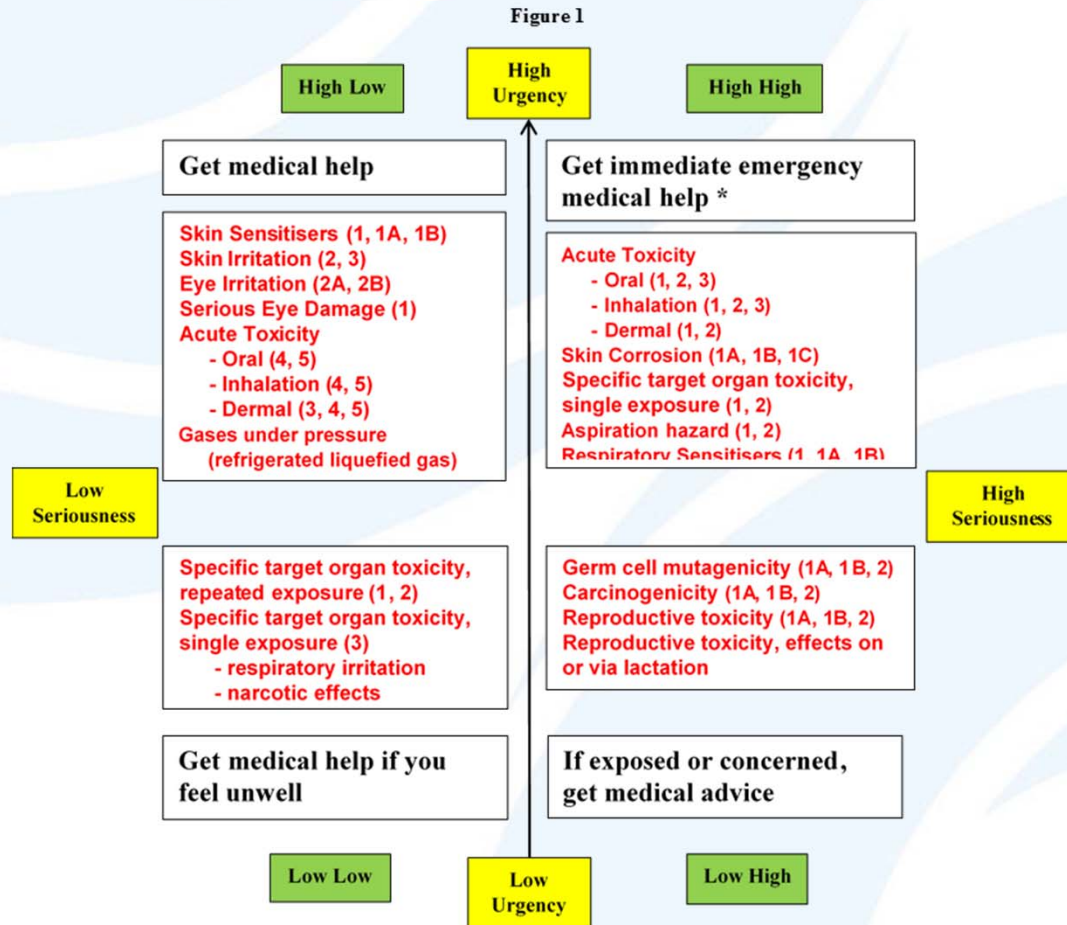 Figure 1
High
Urgency
High Low
High High
Get medical help
Get immediate emergency
medical help *
Skin Sensitisers (1, 1A, 1B)
Skin Irritation (2, 3)
Eye Irritation (2A, 2B)
Serious Eye Damage (1)
Acute Toxicity
- Oral (4, 5)
- Inhalation (4, 5)
- Dermal (3, 4, 5)
Gases under pressure
(refrigerated liquefied gas)
Acute Toxicity
- Oral (1, 2, 3)
- Inhalation (1, 2, 3)
- Dermal (1, 2)
Skin Corrosion (1A, 1B, 1C)
Specific target organ toxicity,
single exposure (1, 2)
Aspiration hazard (1, 2)
Respiratory Sensitisers (1, 1A, 1B)
Low
Seriousness
High
Seriousness
Specific target organ toxicity,
repeated exposure (1, 2)
Specific target organ toxicity,
single exposure (3)
- respiratory irritation
- narcotic effects
Germ cell mutagenicity (1A, 1B, 2)
Carcinogenicity (1A, 1B, 2)
Reproductive toxicity (1A, 1B, 2)
Reproductive toxicity, effects on
or via lactation
Get medical help if you
feel unwell
If exposed or concerned,
get medical advice
Low Low
Low
Urgency
Low High